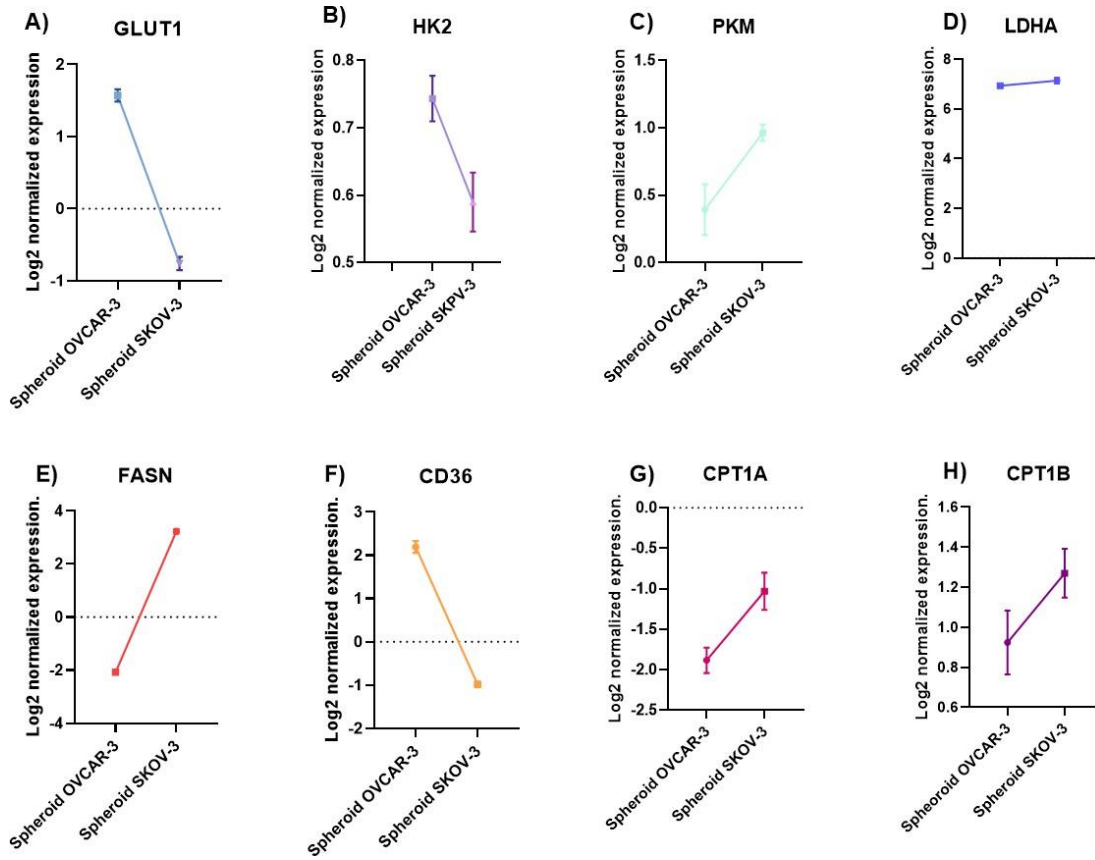 A) GLUT1
Log2 normalized expression
2
1
0
-1
Spheroid OVCAR-3
Spheroid SKOV-3
B) HK2
Log2 normalized expression
0.8
0.7
0.6
0.5
Spheroid OVCAR-3
Spheroid SKPV-3
C) PKM
Log2 normalized expression
1.5
1.0
0.5
0.0
Spheroid OVCAR-3
Spheroid SKOV-3
D) LDHA
Log2 normalized expression.
8
6
4
2
0
Spheroid OVCAR-3
Spheroid SKOV-3
E) FASN
Log2 normalized expression.
4
2
0
-2
-4
Spheroid OVCAR-3
Spheroid SKOV-3
F) CD36
Log2 normalized expression.
3
2
1
0
-1
-2
Spheroid OVCAR-3
Spheroid SKOV-3
G) CPT1A
Log2 normalized expression.
0.0
-0.5
-1.0
-1.5
-2.0
-2.5
Spheroid OVCAR-3
Spheroid SKOV-3
H) CPT1B
Log2 normalized expression.
1.6
1.4
1.2
1.0
0.8
0.6
Spheroid OVCAR-3
Spheroid SKOV-3